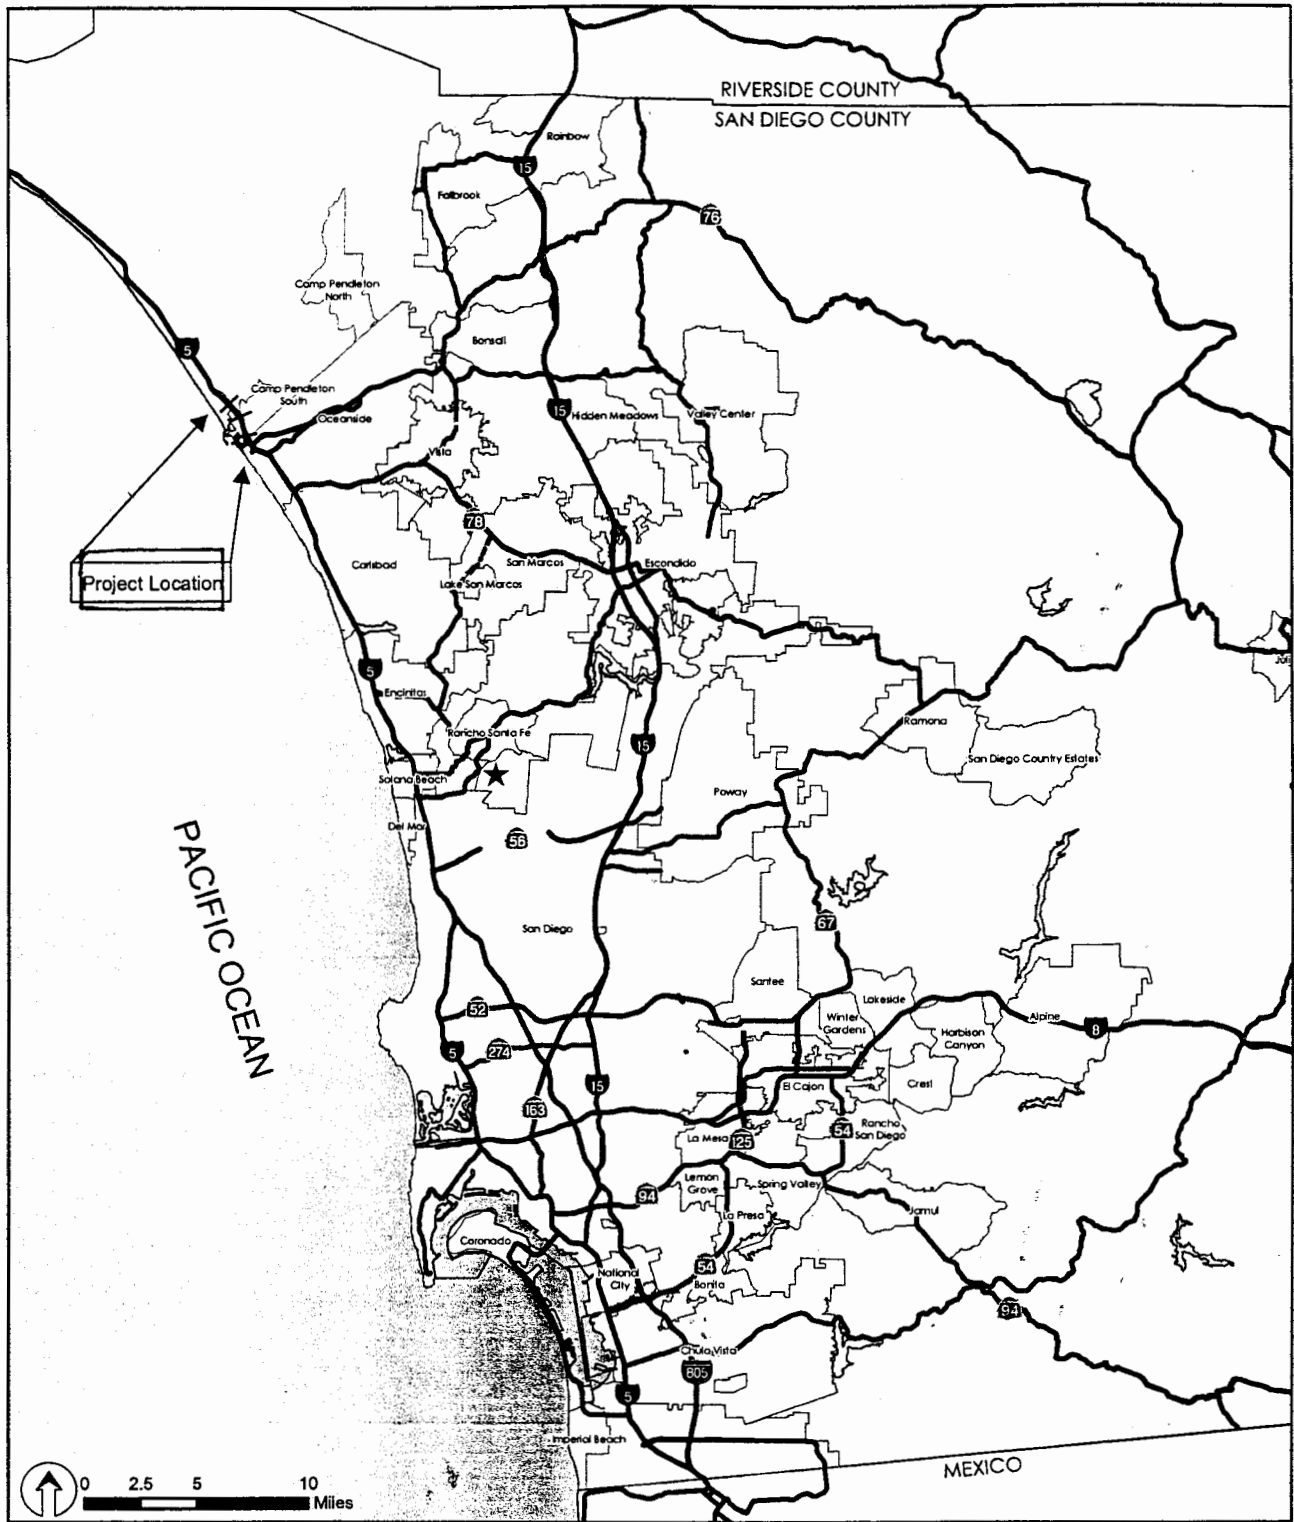 RIVERSIDE COUNTY
SAN DIEGO COUNTY
Rainbow
15
Fallbrook
76
Camp Pendleton
North
Bonsall
5
Camp Pendleton
South
Oceanside
15
Hidden Meadows
Valley Center
Vista
78
Project Location
Carlsbad
San Marcos
Escondido
Lake San Marcos
5
Encinitas
Rancho Santa Fe
15
Ramona
San Diego Country Estates
Solana Beach
Poway
Del Mar
56
PACIFIC OCEAN
San Diego
67
Santee
Lakeside
52
Winter
Gardens
Alpine
8
Harbison
Canyon
5
274
15
El Cajon
Crest
163
La Mesa
125
54
Rancho
San Diego
94
Lemon
Grove
Spring Valley
La Presa
Jamul
Coronado
National
City
54
Bonita
94
Chula Vista
805
5
Imperial Beach
MEXICO
0 2.5 5 10
Miles